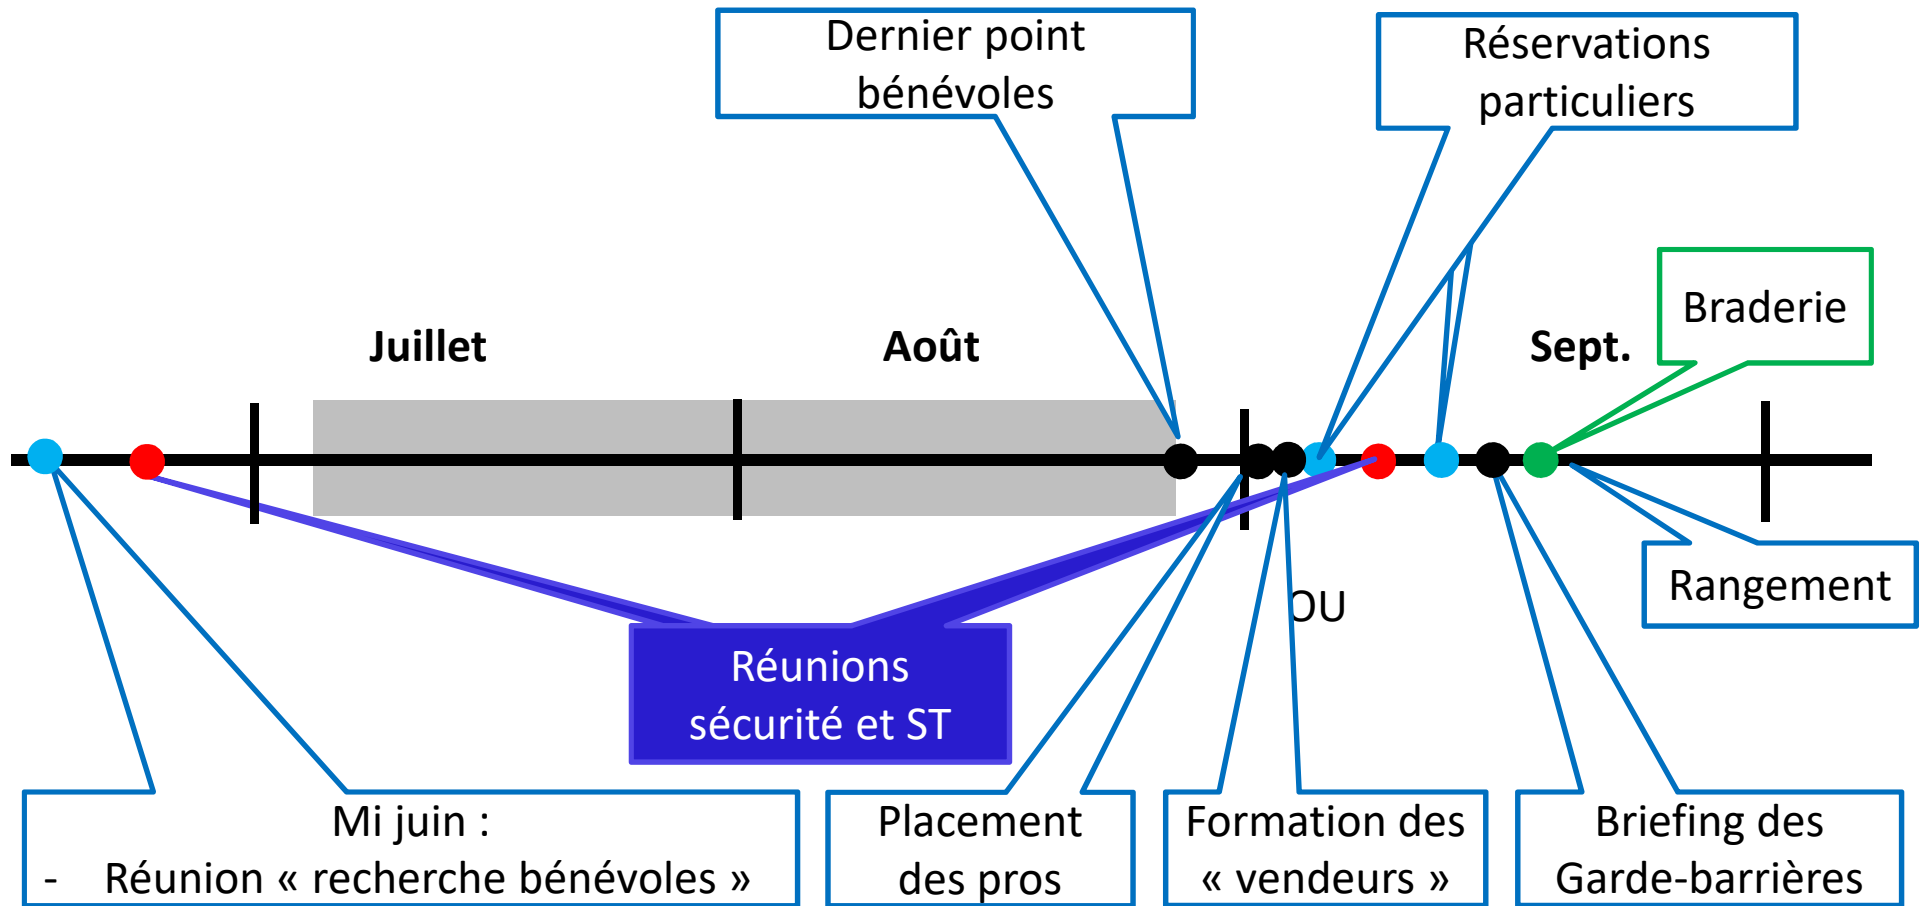 Dernier point
bénévoles
Réservations
particuliers
Braderie
Juillet
Août
Sept.
Rangement
OU
Réunions
sécurité et ST
Mi juin :
- Réunion « recherche bénévoles »
Placement
des pros
Formation des
« vendeurs »
Briefing des
Garde-barrières